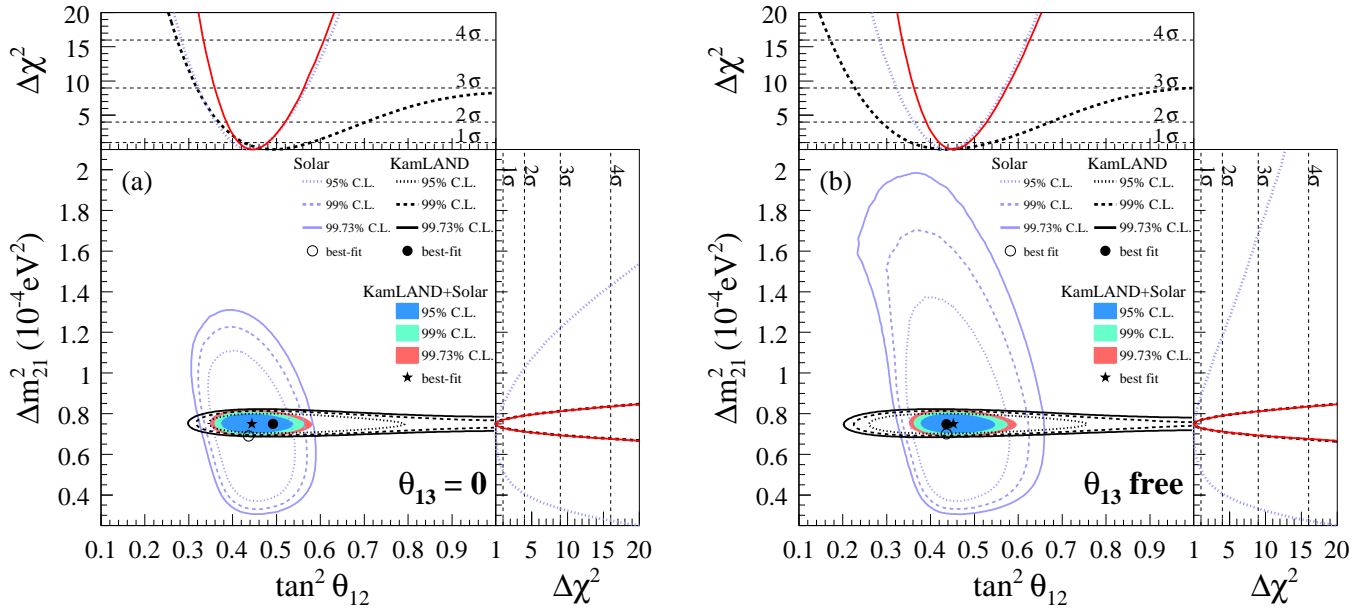 20
15
10
5
Δχ²
4σ
3σ
2σ
1σ
(a)
Solar KamLAND
95% C.L. 95% C.L.
99% C.L. 99% C.L.
99.73% C.L. 99.73% C.L.
best-fit best-fit
KamLAND+Solar
95% C.L.
99% C.L.
99.73% C.L.
best-fit
θ₁₃ = 0
2
1.8
1.6
1.4
1.2
1
0.8
0.6
0.4
Δm²₂₁ (10⁻⁴eV²)
1σ 2σ 3σ 4σ
0.1 0.2 0.3 0.4 0.5 0.6 0.7 0.8 0.9 1 5 10 15 20
tan² θ₁₂ Δχ²
20
15
10
5
Δχ²
4σ
3σ
2σ
1σ
(b)
Solar KamLAND
95% C.L. 95% C.L.
99% C.L. 99% C.L.
99.73% C.L. 99.73% C.L.
best fit best fit
KamLAND+Solar
95% C.L.
99% C.L.
99.73% C.L.
best fit
θ₁₃ free
2
1.8
1.6
1.4
1.2
1
0.8
0.6
0.4
Δm²₂₁ (10⁻⁴eV²)
1σ 2σ 3σ 4σ
0.1 0.2 0.3 0.4 0.5 0.6 0.7 0.8 0.9 1 5 10 15 20
tan² θ₁₂ Δχ²